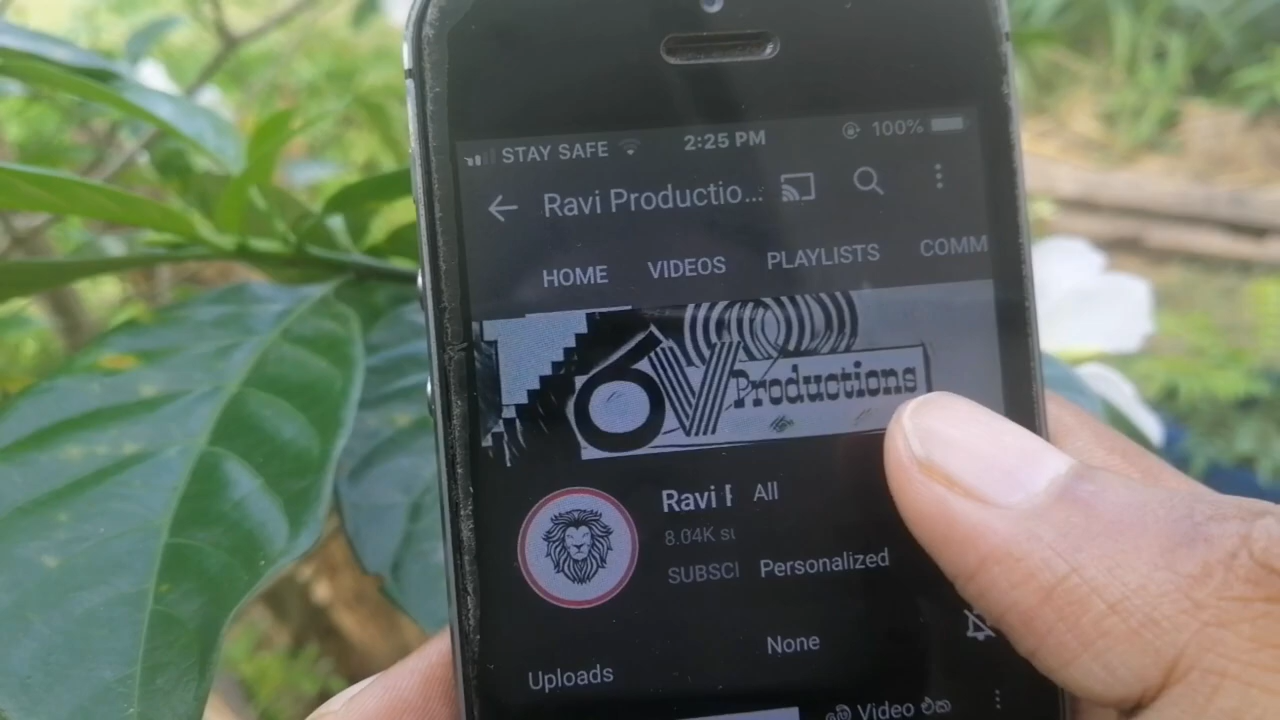 STAY SAFE 2:25 PM 100%
Ravi Productio...
HOME VIDEOS PLAYLISTS COMM
6V Productions
Ravi
All
8.04K
SUBSCI
Personalized
None
Uploads
මේ Video එක